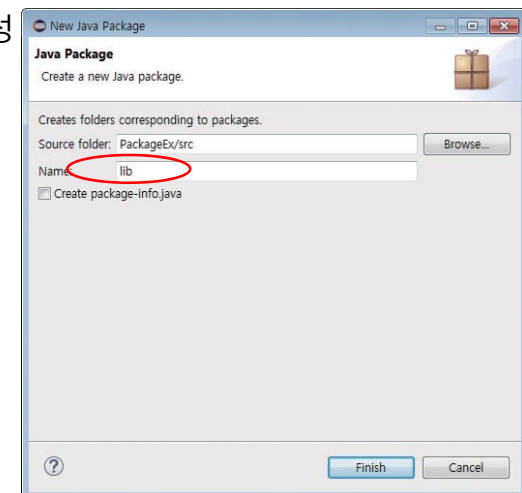 New Java Package
Java Package
Create a new Java package.
Creates folders corresponding to packages.
Source folder: PackageEx/src Browse...
Name: lib
Create package-info.java
? Finish Cancel